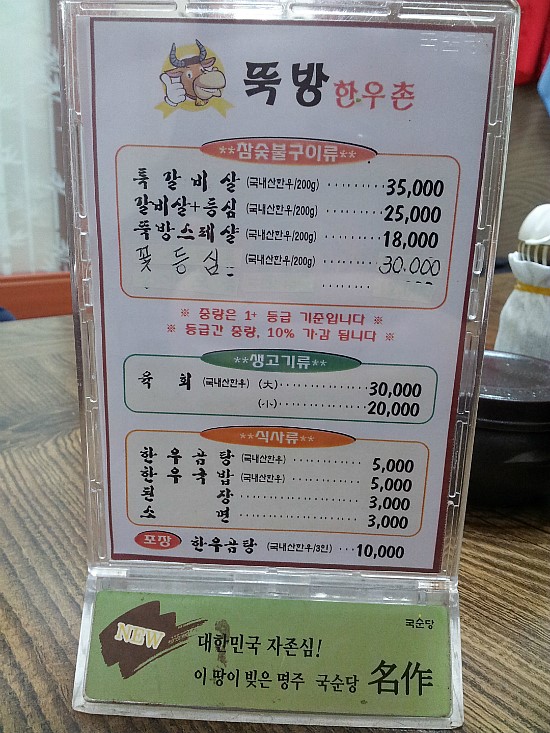 뚝방 한우촌
**참숯불구이류**
특 갈 비 살 (국내산한우/200g) ········ 35,000
갈비살+등심 (국내산한우/200g) ········ 25,000
뚝방스페샬 (국내산한우/200g) ········ 18,000
꽃 등 심 (국내산한우/200g) ········ 30.000
※ 중량은 1+ 등급 기준입니다 ※
※ 등급간 중량, 10% 가·감 됩니다 ※
**생고기류**
육 회 (국내산한우) (大) ············· 30,000
(小) ············· 20,000
**식사류**
한 우 곰 탕 (국내산한우) ············ 5,000
한 우 국 밥 (국내산한우) ············ 5,000
된 장 ············ 3,000
소 면 ············ 3,000
포장 한우곰탕 (국내산한우/3인) ··· 10,000
국순당
NEW 대한민국 자존심!
이 땅이 빚은 명주 국순당 名作